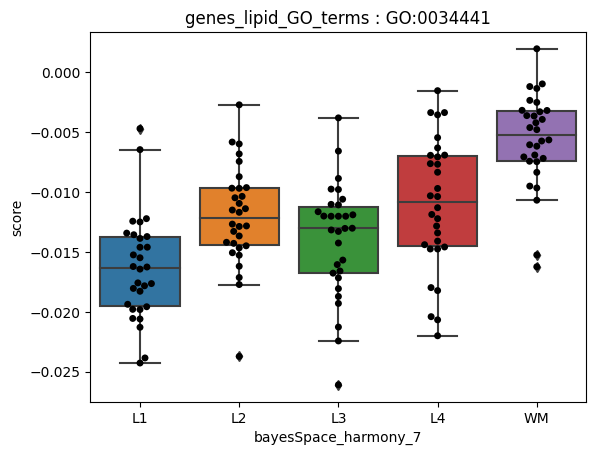 genes_lipid_GO_terms : GO:0034441
0.000
−0.005
−0.010
−0.015
−0.020
−0.025
score
L1 L2 L3 L4 WM
bayesSpace_harmony_7